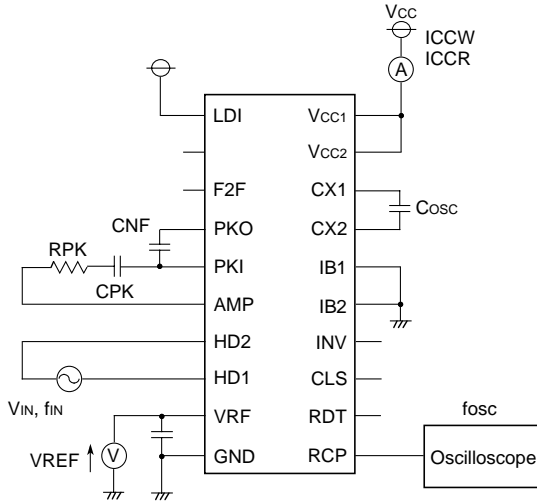 VCC
ICCW
ICCR
A
LDI
VCC1
VCC2
F2F
CX1
COSC
CNF
PKO
CX2
RPK
PKI
IB1
CPK
AMP
IB2
HD2
INV
HD1
CLS
VIN, fIN
VRF
RDT
fosc
VREF
V
GND
RCP
Oscilloscope